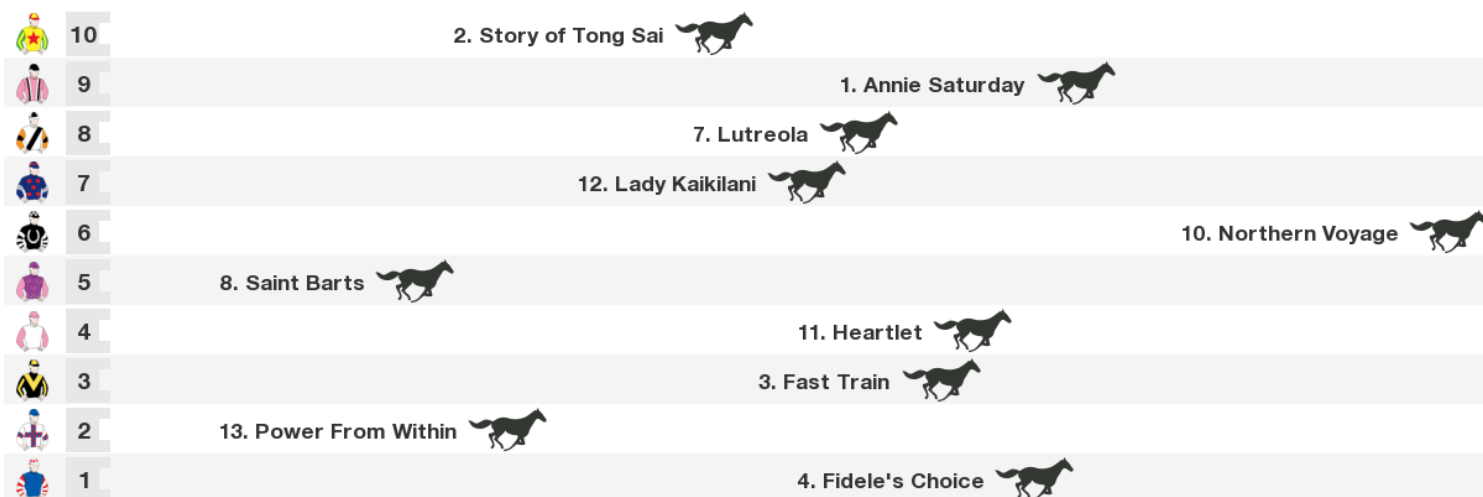 10 2. Story of Tong Sai
9 1. Annie Saturday
8 7. Lutreola
7 12. Lady Kaikilani
6 10. Northern Voyage
5 8. Saint Barts
4 11. Heartlet
3 3. Fast Train
2 13. Power From Within
1 4. Fidele's Choice